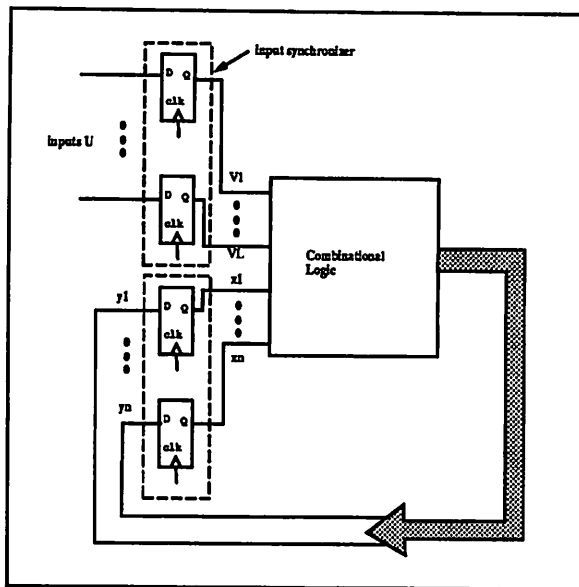 input synchronizer
D Q
clk
inputs U
V1
D Q
clk
VL
Combinational
Logic
x1
y1
D Q
clk
xn
yn
D Q
clk